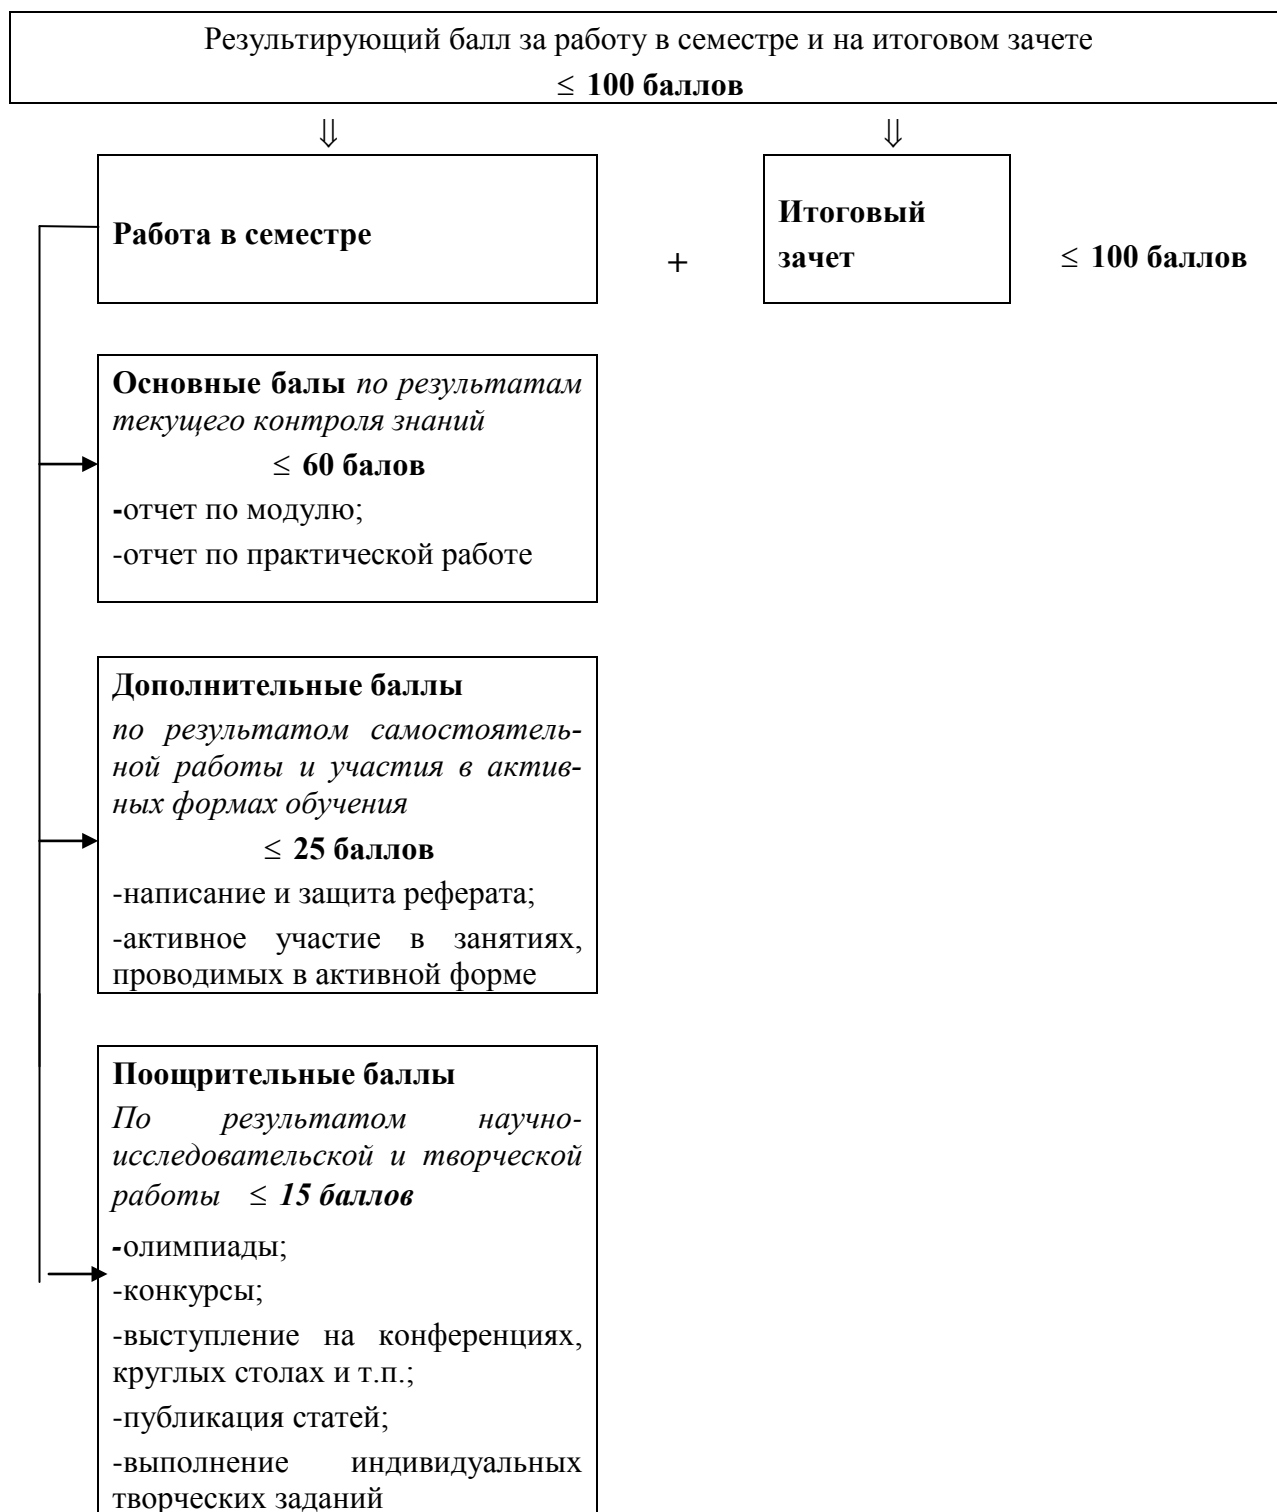 Результирующий балл за работу в семестре и на итоговом зачете
≤ 100 баллов
⇓ ⇓
Работа в семестре
+
Итоговый
зачет
≤ 100 баллов
Основные балы по результатам
текущего контроля знаний
≤ 60 балов
-отчет по модулю;
-отчет по практической работе
Дополнительные баллы
по результатом самостоятель-
ной работы и участия в актив-
ных формах обучения
≤ 25 баллов
-написание и защита реферата;
-активное участие в занятиях,
проводимых в активной форме
Поощрительные баллы
По результатом научно-
исследовательской и творческой
работы ≤ 15 баллов
-олимпиады;
-конкурсы;
-выступление на конференциях,
круглых столах и т.п.;
-публикация статей;
-выполнение индивидуальных
творческих заданий